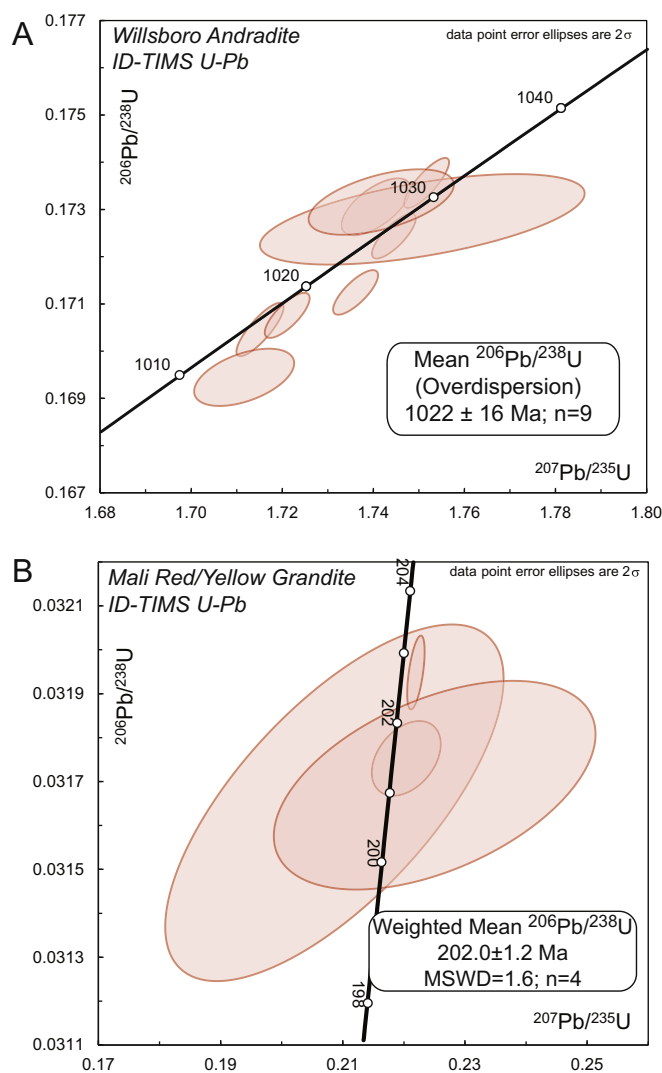 A
Willsboro Andradite
ID-TIMS U-Pb
data point error ellipses are 2σ
0.177
0.175
0.173
0.171
0.169
0.167
²⁰⁶Pb/²³⁸U
1040
1030
1020
1010
Mean ²⁰⁶Pb/²³⁸U
(Overdispersion)
1022 ± 16 Ma; n=9
²⁰⁷Pb/²³⁵U
1.68
1.70
1.72
1.74
1.76
1.78
1.80
B
Mali Red/Yellow Grandite
ID-TIMS U-Pb
data point error ellipses are 2σ
0.0321
0.0319
0.0317
0.0315
0.0313
0.0311
²⁰⁶Pb/²³⁸U
204
202
200
198
Weighted Mean ²⁰⁶Pb/²³⁸U
202.0±1.2 Ma
MSWD=1.6; n=4
²⁰⁷Pb/²³⁵U
0.17
0.19
0.21
0.23
0.25